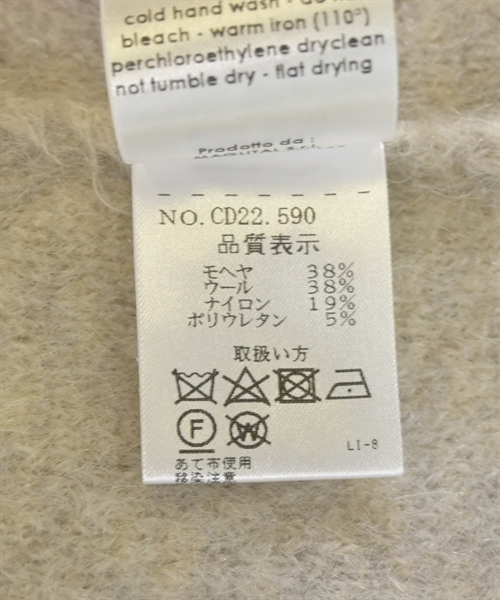 cold hand wash - do n
bleach - warm iron (110°)
perchloroethylene dryclean
not tumble dry - flat drying
Prodotto da :
NO.CD22.590
品質表示
モヘヤ 38%
ウール 38%
ナイロン 19%
ポリウレタン 5%
取扱い方
F W
LI-8
あて布使用
移染注意